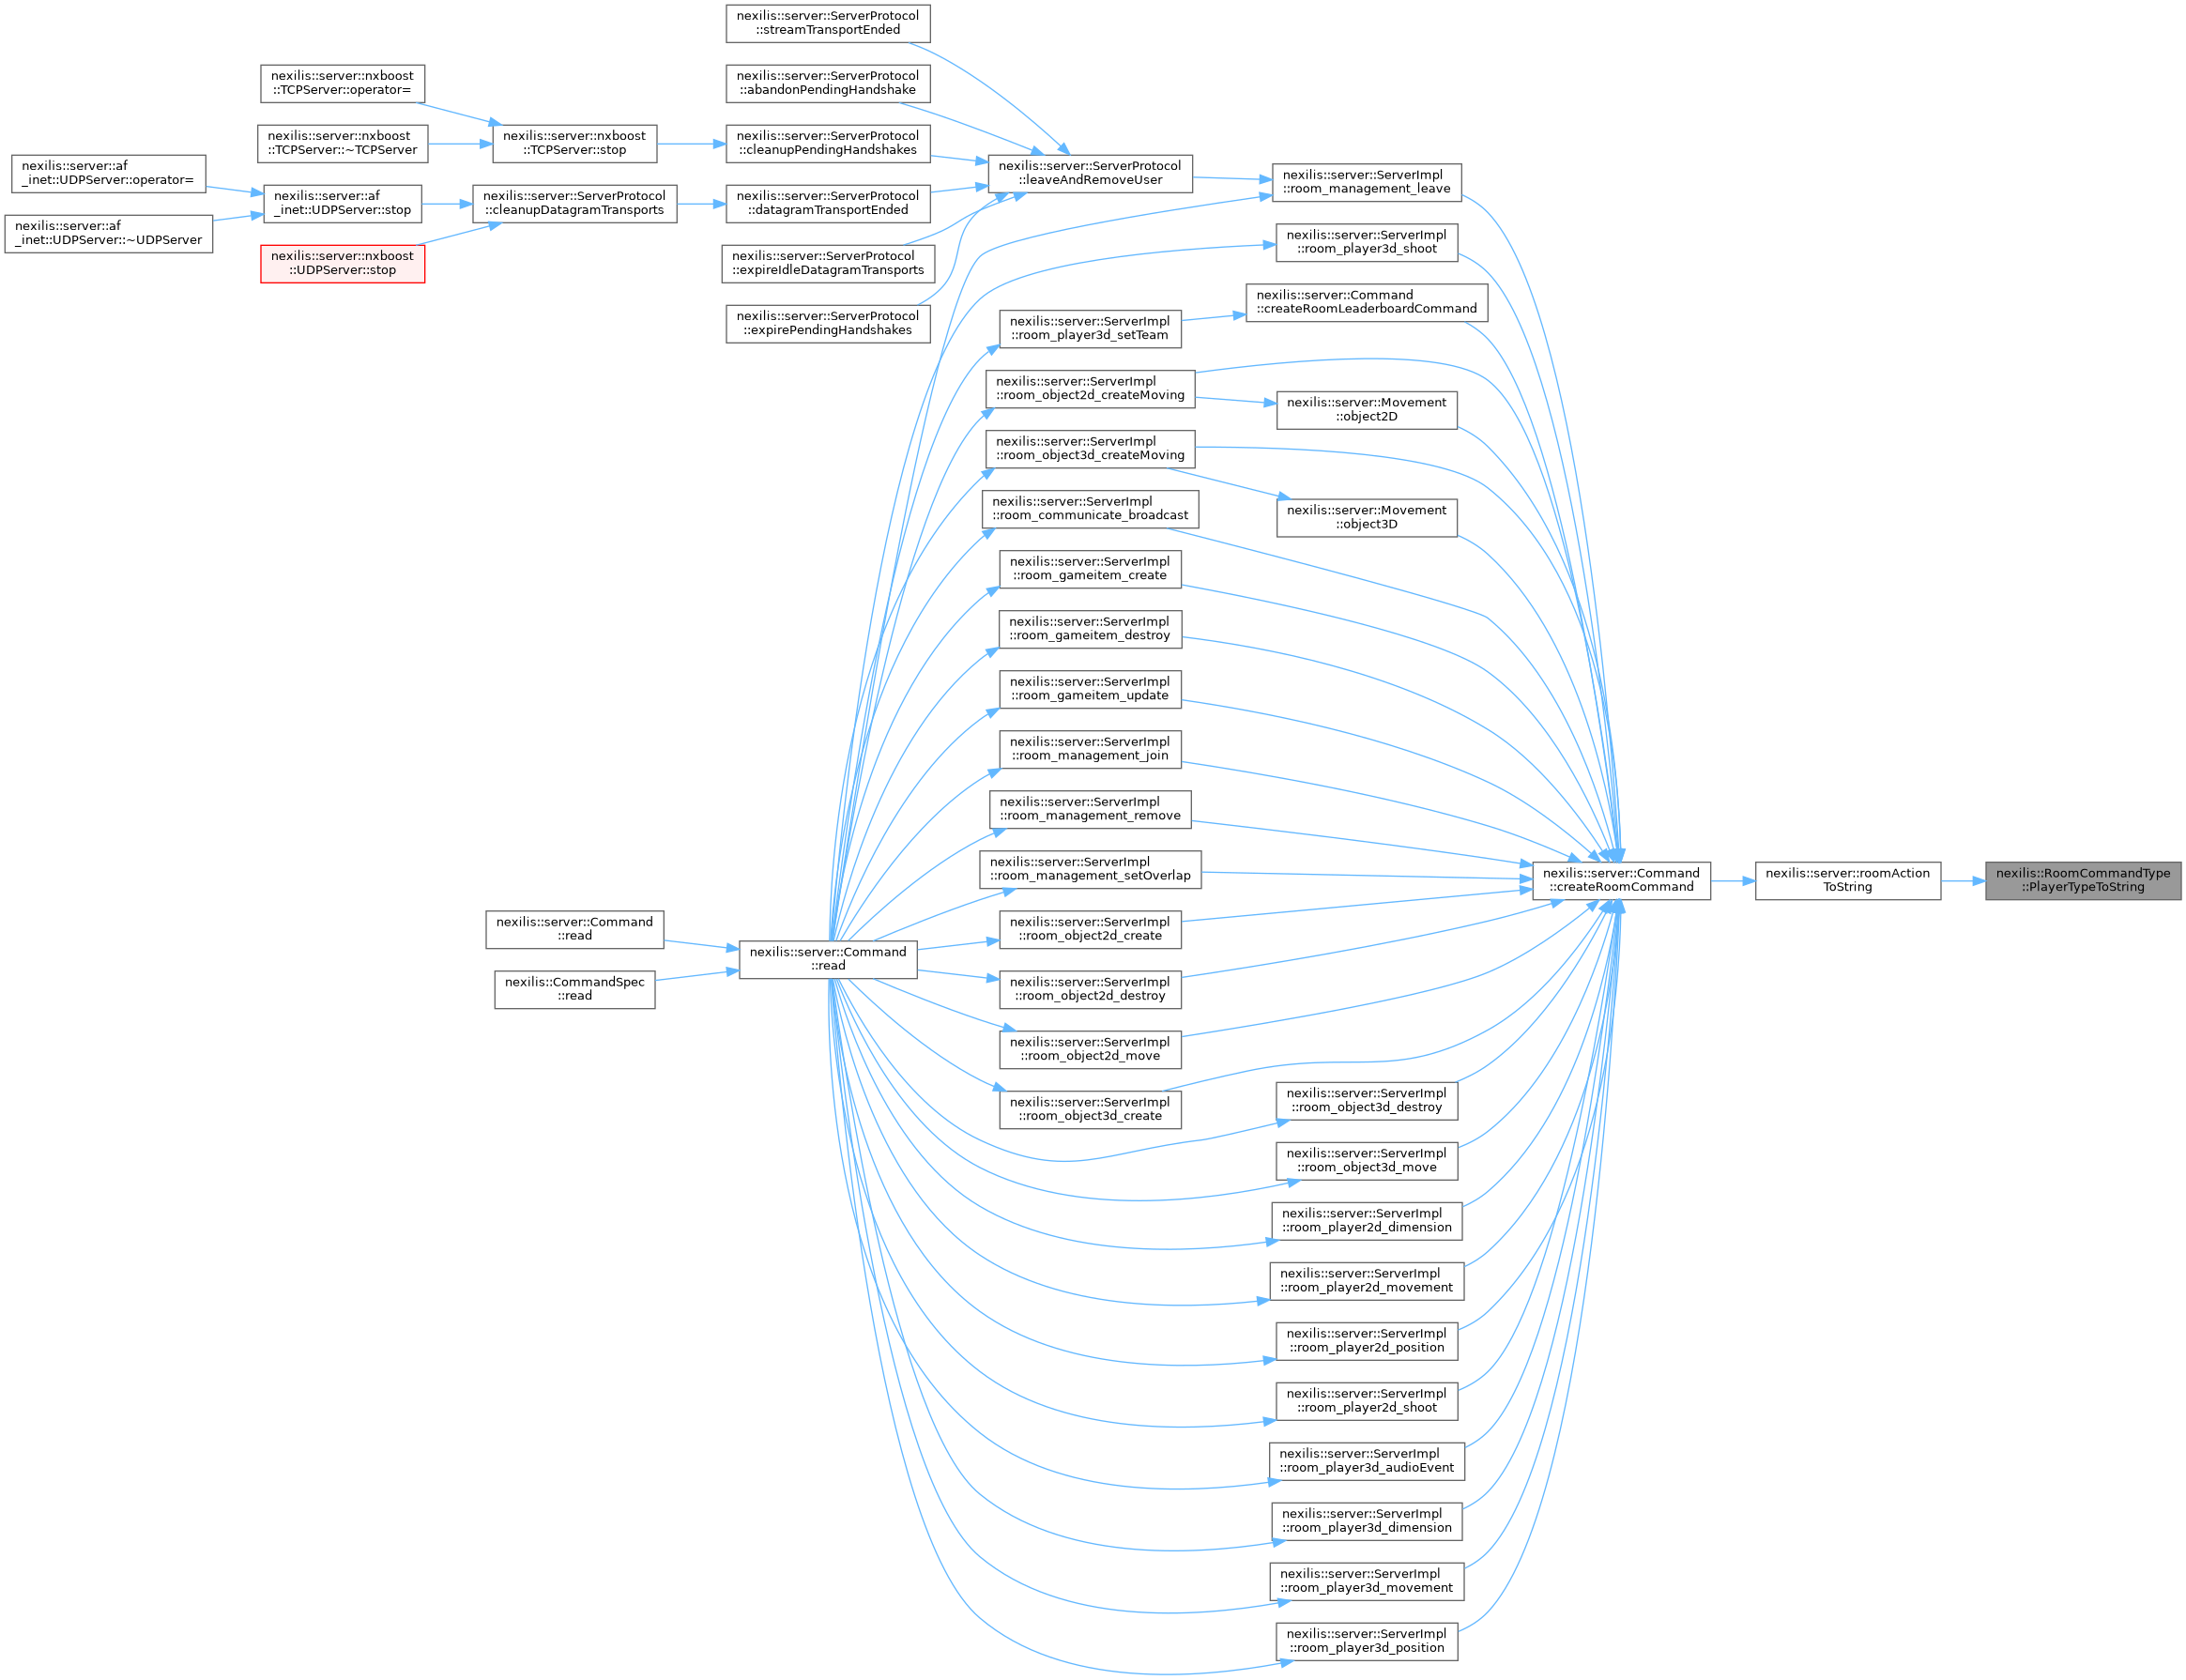 nexilis::server::ServerProtocol
::streamTransportEnded
nexilis::server::nxboost
::TCPServer::operator=
nexilis::server::ServerProtocol
::abandonPendingHandshake
nexilis::server::nxboost
::TCPServer::~TCPServer
nexilis::server::nxboost
::TCPServer::stop
nexilis::server::ServerProtocol
::cleanupPendingHandshakes
nexilis::server::af
_inet::UDPServer::operator=
nexilis::server::ServerProtocol
::leaveAndRemoveUser
nexilis::server::ServerImpl
::room_management_leave
nexilis::server::af
_inet::UDPServer::stop
nexilis::server::ServerProtocol
::cleanupDatagramTransports
nexilis::server::ServerProtocol
::datagramTransportEnded
nexilis::server::af
_inet::UDPServer::~UDPServer
nexilis::server::ServerImpl
::room_player3d_shoot
nexilis::server::nxboost
::UDPServer::stop
nexilis::server::ServerProtocol
::expireIdleDatagramTransports
nexilis::server::Command
::createRoomLeaderboardCommand
nexilis::server::ServerProtocol
::expirePendingHandshakes
nexilis::server::ServerImpl
::room_player3d_setTeam
nexilis::server::ServerImpl
::room_object2d_createMoving
nexilis::server::Movement
::object2D
nexilis::server::ServerImpl
::room_object3d_createMoving
nexilis::server::ServerImpl
::room_communicate_broadcast
nexilis::server::Movement
::object3D
nexilis::server::ServerImpl
::room_gameitem_create
nexilis::server::ServerImpl
::room_gameitem_destroy
nexilis::server::ServerImpl
::room_gameitem_update
nexilis::server::ServerImpl
::room_management_join
nexilis::server::ServerImpl
::room_management_remove
nexilis::server::ServerImpl
::room_management_setOverlap
nexilis::server::Command
::createRoomCommand
nexilis::server::roomAction
ToString
nexilis::RoomCommandType
::PlayerTypeToString
nexilis::server::Command
::read
nexilis::server::ServerImpl
::room_object2d_create
nexilis::server::Command
::read
nexilis::CommandSpec
::read
nexilis::server::ServerImpl
::room_object2d_destroy
nexilis::server::ServerImpl
::room_object2d_move
nexilis::server::ServerImpl
::room_object3d_create
nexilis::server::ServerImpl
::room_object3d_destroy
nexilis::server::ServerImpl
::room_object3d_move
nexilis::server::ServerImpl
::room_player2d_dimension
nexilis::server::ServerImpl
::room_player2d_movement
nexilis::server::ServerImpl
::room_player2d_position
nexilis::server::ServerImpl
::room_player2d_shoot
nexilis::server::ServerImpl
::room_player3d_audioEvent
nexilis::server::ServerImpl
::room_player3d_dimension
nexilis::server::ServerImpl
::room_player3d_movement
nexilis::server::ServerImpl
::room_player3d_position